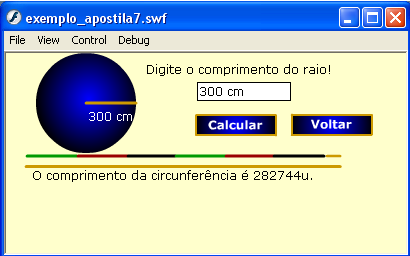 exemplo_apostila7.swf
File View Control Debug
Digite o comprimento do raio!
300 cm
300 cm
Calcular Voltar
O comprimento da circunferência é 282744u.